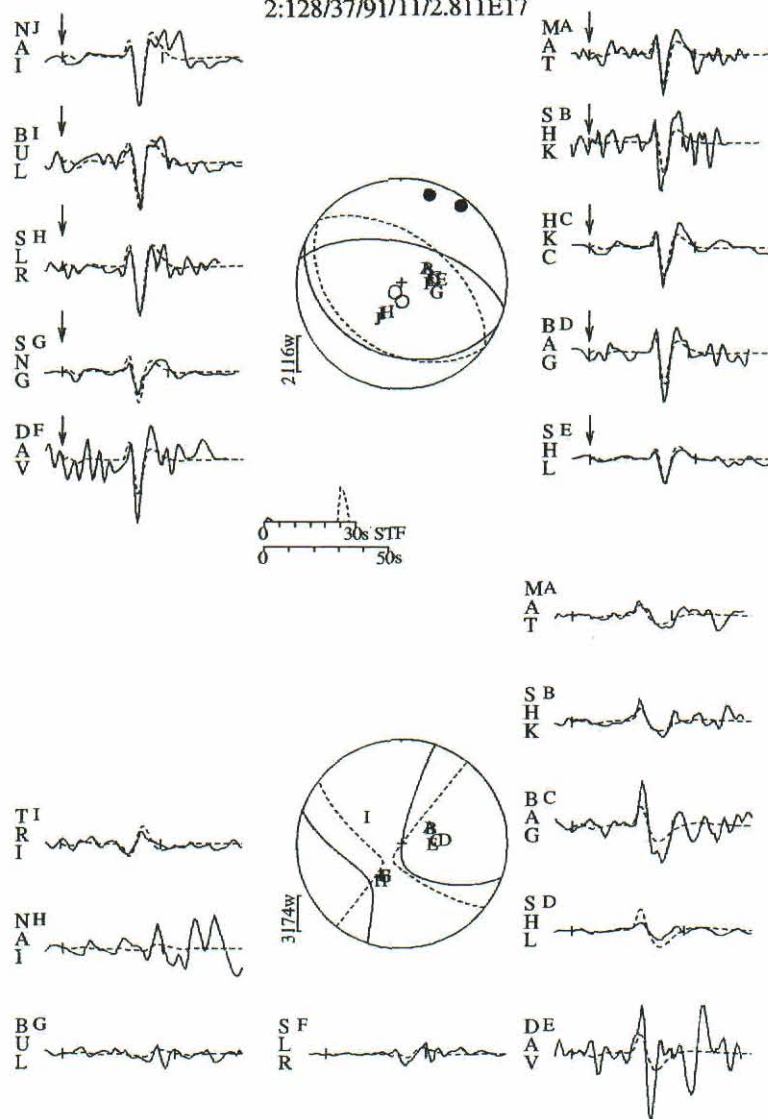 2:128/37/91/11/2.811E17
NAI J
BUL I
SLR H
SNG G
DAV F
MAT A
SHK B
HKC C
BAG D
SHL E
B
E
G
H
J
2116w
0 30s STF
0 50s
MAT A
SHK B
BAG C
SHL D
DAV E
TRI I
NAI H
BUL G
SLR F
I
B
E D
G
H
3174w